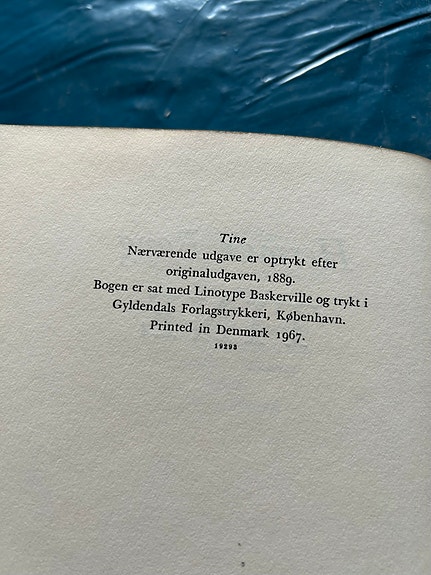 Tine
Nærværende udgave er optrykt efter
originaludgaven, 1889.
Bogen er sat med Linotype Baskerville og trykt i
Gyldendals Forlagstrykkeri, København.
Printed in Denmark 1967.
19293